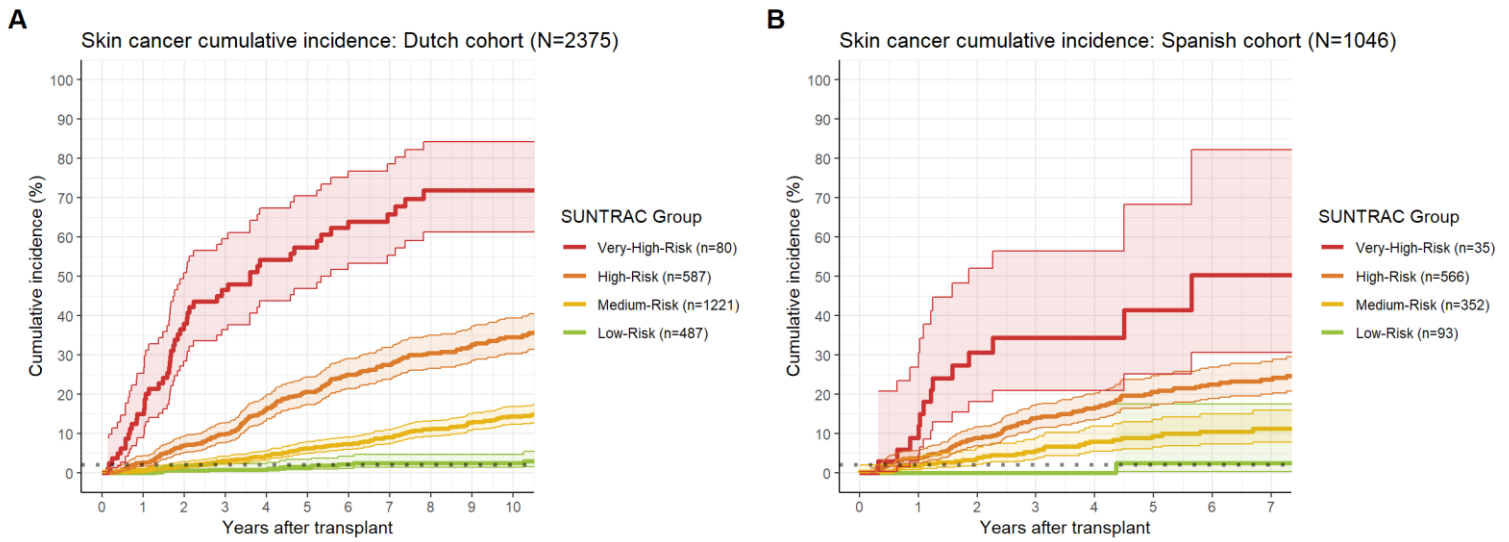 A
Skin cancer cumulative incidence: Dutch cohort (N=2375)
Cumulative incidence (%)
100
90
80
70
60
50
40
30
20
10
0
0 1 2 3 4 5 6 7 8 9 10
Years after transplant
SUNTRAC Group
Very-High-Risk (n=80)
High-Risk (n=587)
Medium-Risk (n=1221)
Low-Risk (n=487)
B
Skin cancer cumulative incidence: Spanish cohort (N=1046)
Cumulative incidence (%)
100
90
80
70
60
50
40
30
20
10
0
0 1 2 3 4 5 6 7
Years after transplant
SUNTRAC Group
Very-High-Risk (n=35)
High-Risk (n=566)
Medium-Risk (n=352)
Low-Risk (n=93)